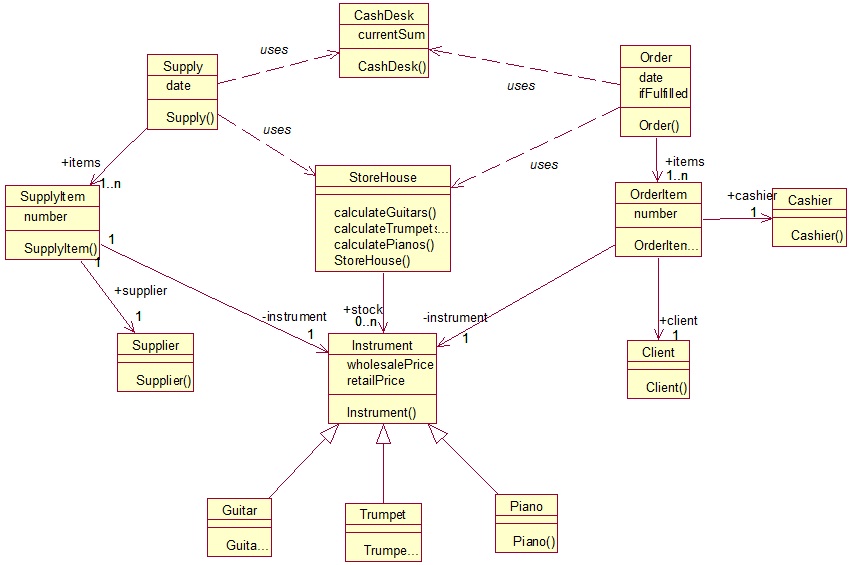 CashDesk
currentSum
CashDesk()
uses
Supply
date
Supply()
Order
date
ifFulfilled
Order()
uses
uses
uses
StoreHouse
calculateGuitars()
calculateTrumpets...
calculatePianos()
StoreHouse()
+items
1..n
SupplyItem
number
SupplyItem()
1
1
+items
1..n
OrderItem
number
OrderIten...
+cashier
1
Cashier
Cashier()
+supplier
1
Supplier
Supplier()
-instrument
1
+stock
0..n
-instrument
1
+client
1
Client
Client()
Instrument
wholesalePrice
retailPrice
Instrument()
Guitar
Guita...
Trumpet
Trumpe...
Piano
Piano()